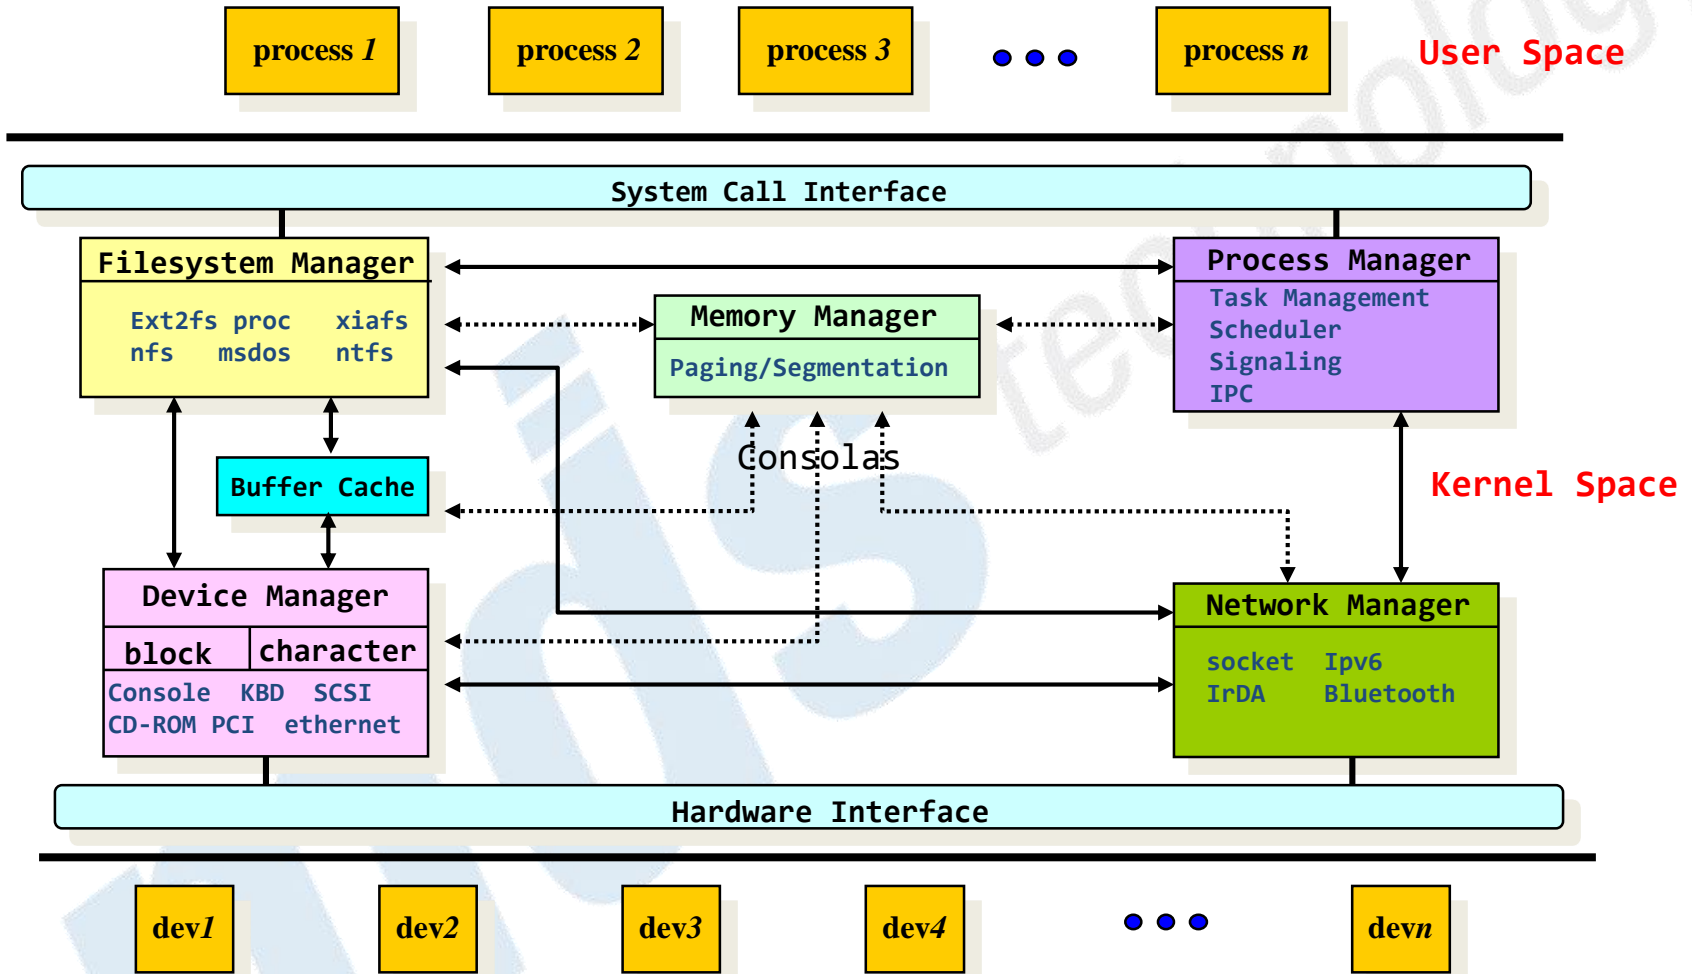 process 1
process 2
process 3
process n
User Space
System Call Interface
Filesystem Manager
Ext2fs proc xiafs
nfs msdos ntfs
Memory Manager
Paging/Segmentation
Process Manager
Task Management
Scheduler
Signaling
IPC
Consolas
Buffer Cache
Kernel Space
Device Manager
block
character
Console KBD SCSI
CD-ROM PCI ethernet
Network Manager
socket Ipv6
IrDA Bluetooth
Hardware Interface
dev1
dev2
dev3
dev4
devn